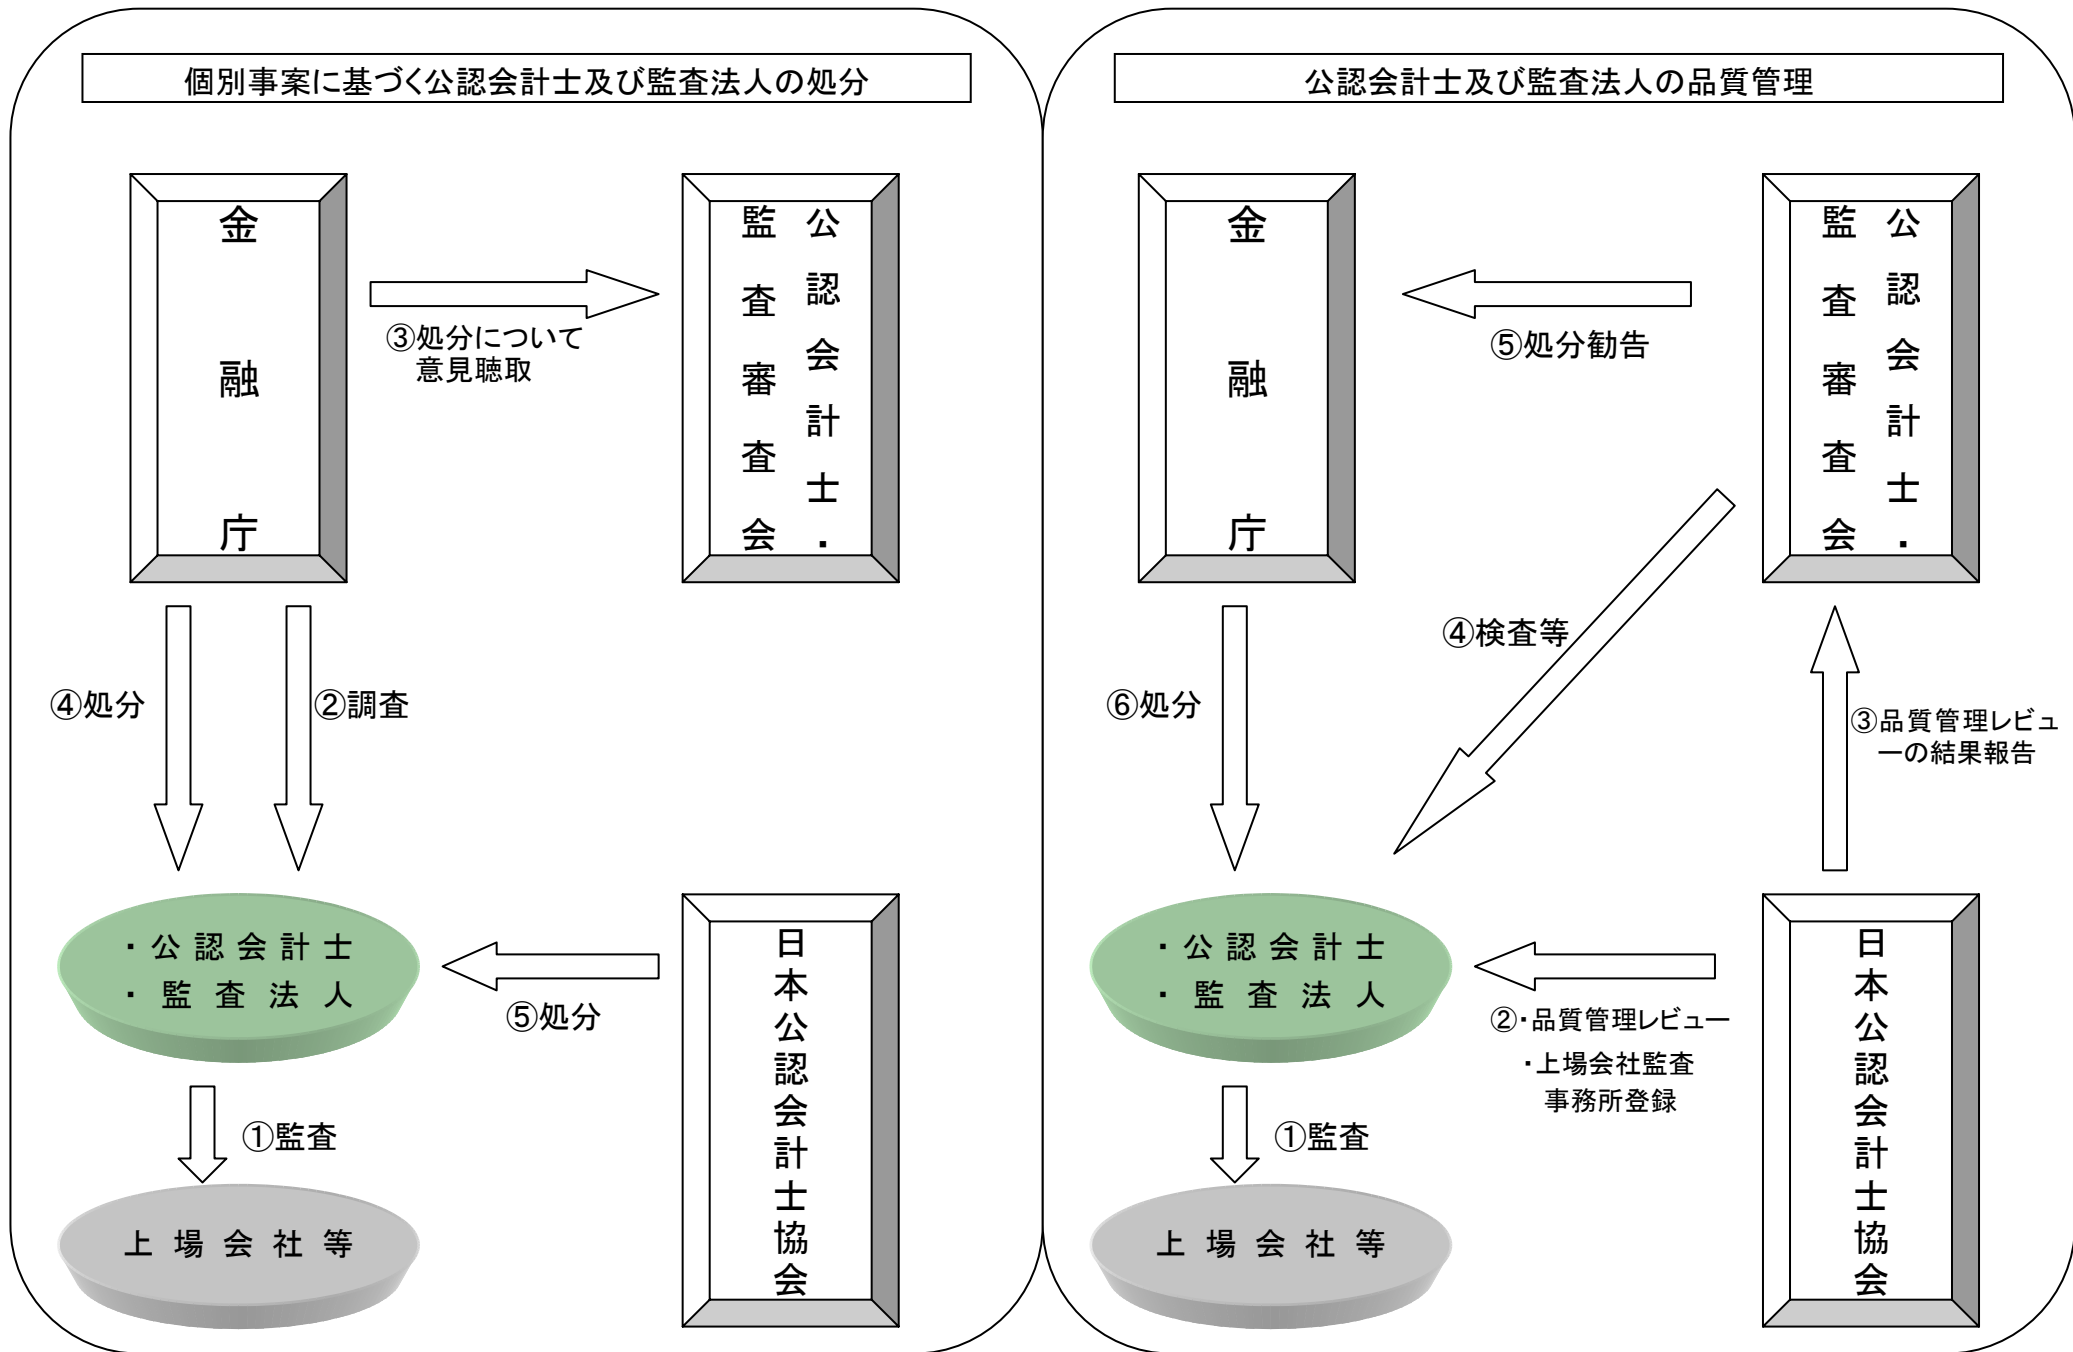 個別事案に基づく公認会計士及び監査法人の処分
金融庁
公認会計士・
監査審査会
③処分について
意見聴取
④処分
②調査
・公認会計士
・監査法人
⑤処分
日本公認会計士協会
①監査
上場会社等
公認会計士及び監査法人の品質管理
金融庁
公認会計士・
監査審査会
⑤処分勧告
④検査等
⑥処分
③品質管理レビュ
ーの結果報告
・公認会計士
・監査法人
②・品質管理レビュー
・上場会社監査
事務所登録
日本公認会計士協会
①監査
上場会社等